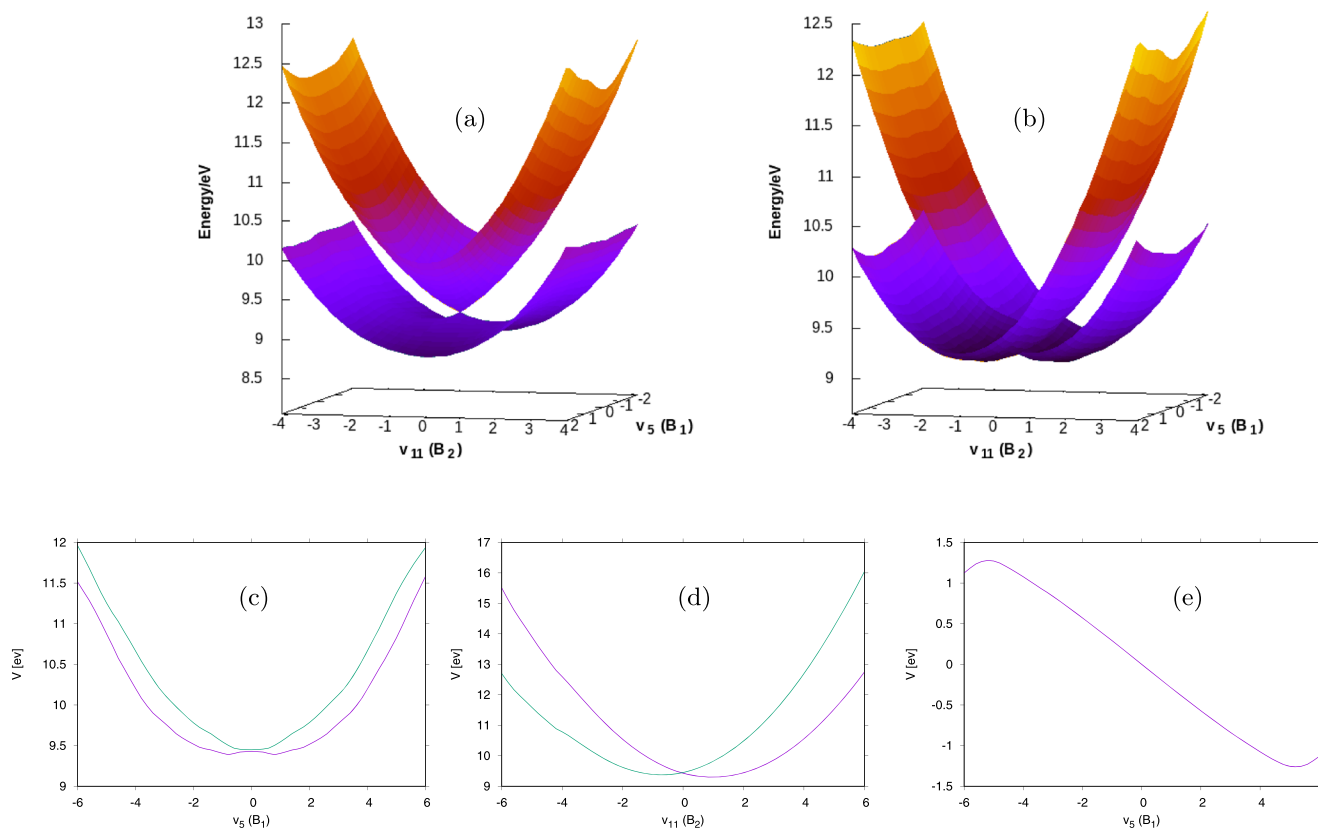 13
12.5
12
11.5
11
10.5
10
9.5
9
8.5
Energy/eV
(a)
-4 -3 -2 -1 0 1 2 3 4
2 1 0 -1 -2
v11 (B2)
v5 (B1)
12.5
12
11.5
11
10.5
10
9.5
9
Energy/eV
(b)
-4 -3 -2 -1 0 1 2 3 4
2 1 0 -1 -2
v11 (B2)
v5 (B1)
12
11.5
11
10.5
10
9.5
9
V [ev]
(c)
-6 -4 -2 0 2 4 6
v5 (B1)
17
16
15
14
13
12
11
10
9
V [ev]
(d)
-6 -4 -2 0 2 4 6
v11 (B2)
1.5
1
0.5
0
-0.5
-1
-1.5
V [ev]
(e)
-6 -4 -2 0 2 4
v5 (B1)